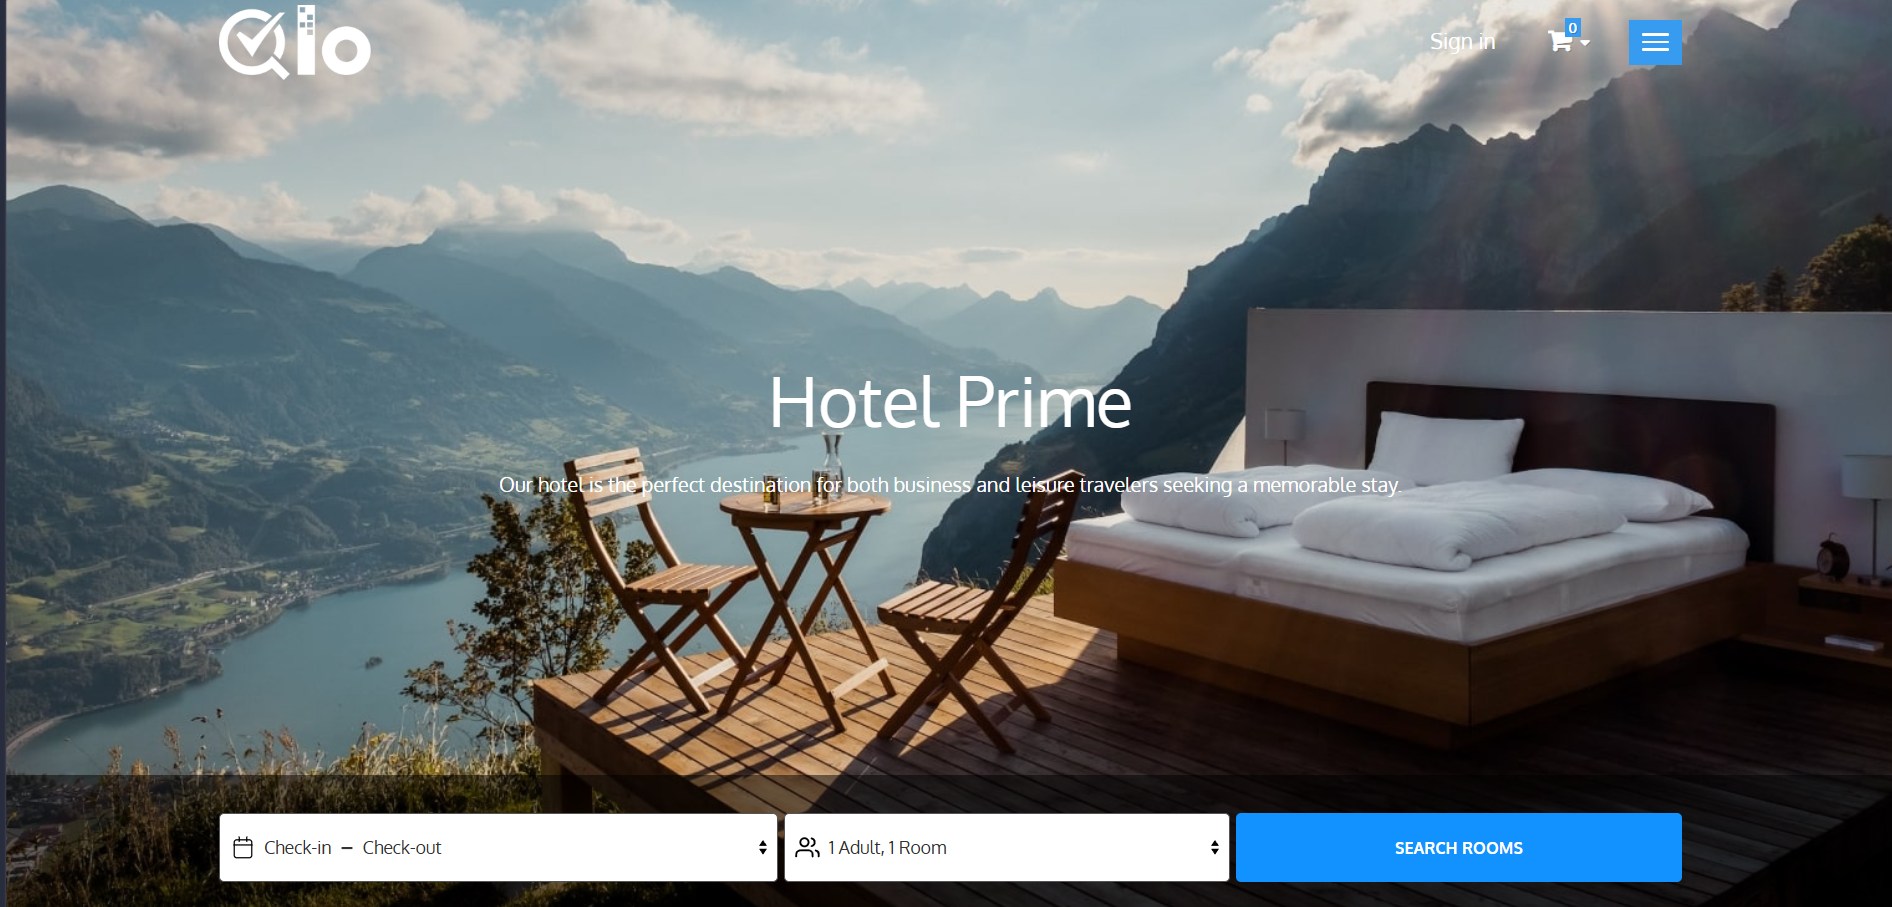 Qlo
Sign in
0
Hotel Prime
Our hotel is the perfect destination for both business and leisure travelers seeking a memorable stay.
Check-in – Check-out
1 Adult, 1 Room
SEARCH ROOMS